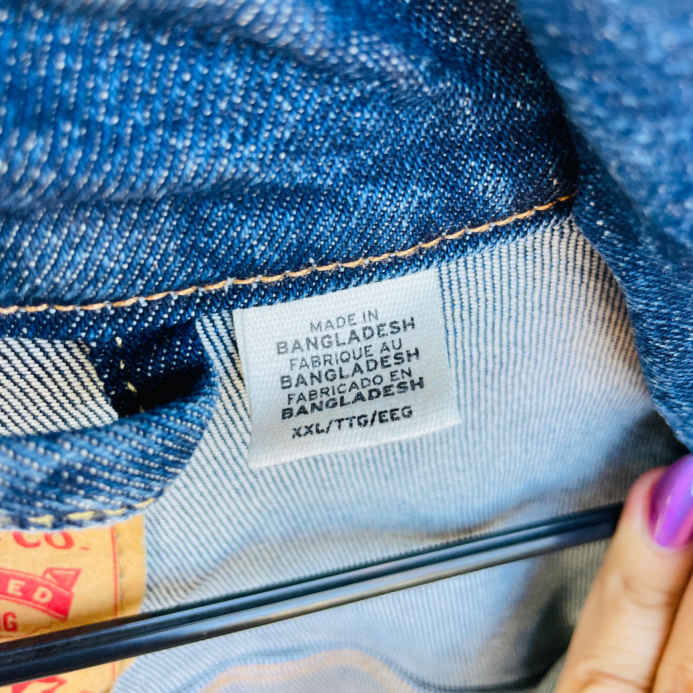 MADE IN
BANGLADESH
FABRIQUE AU
BANGLADESH
FABRICADO EN
BANGLADESH
XXL/TTG/EEG
CO.